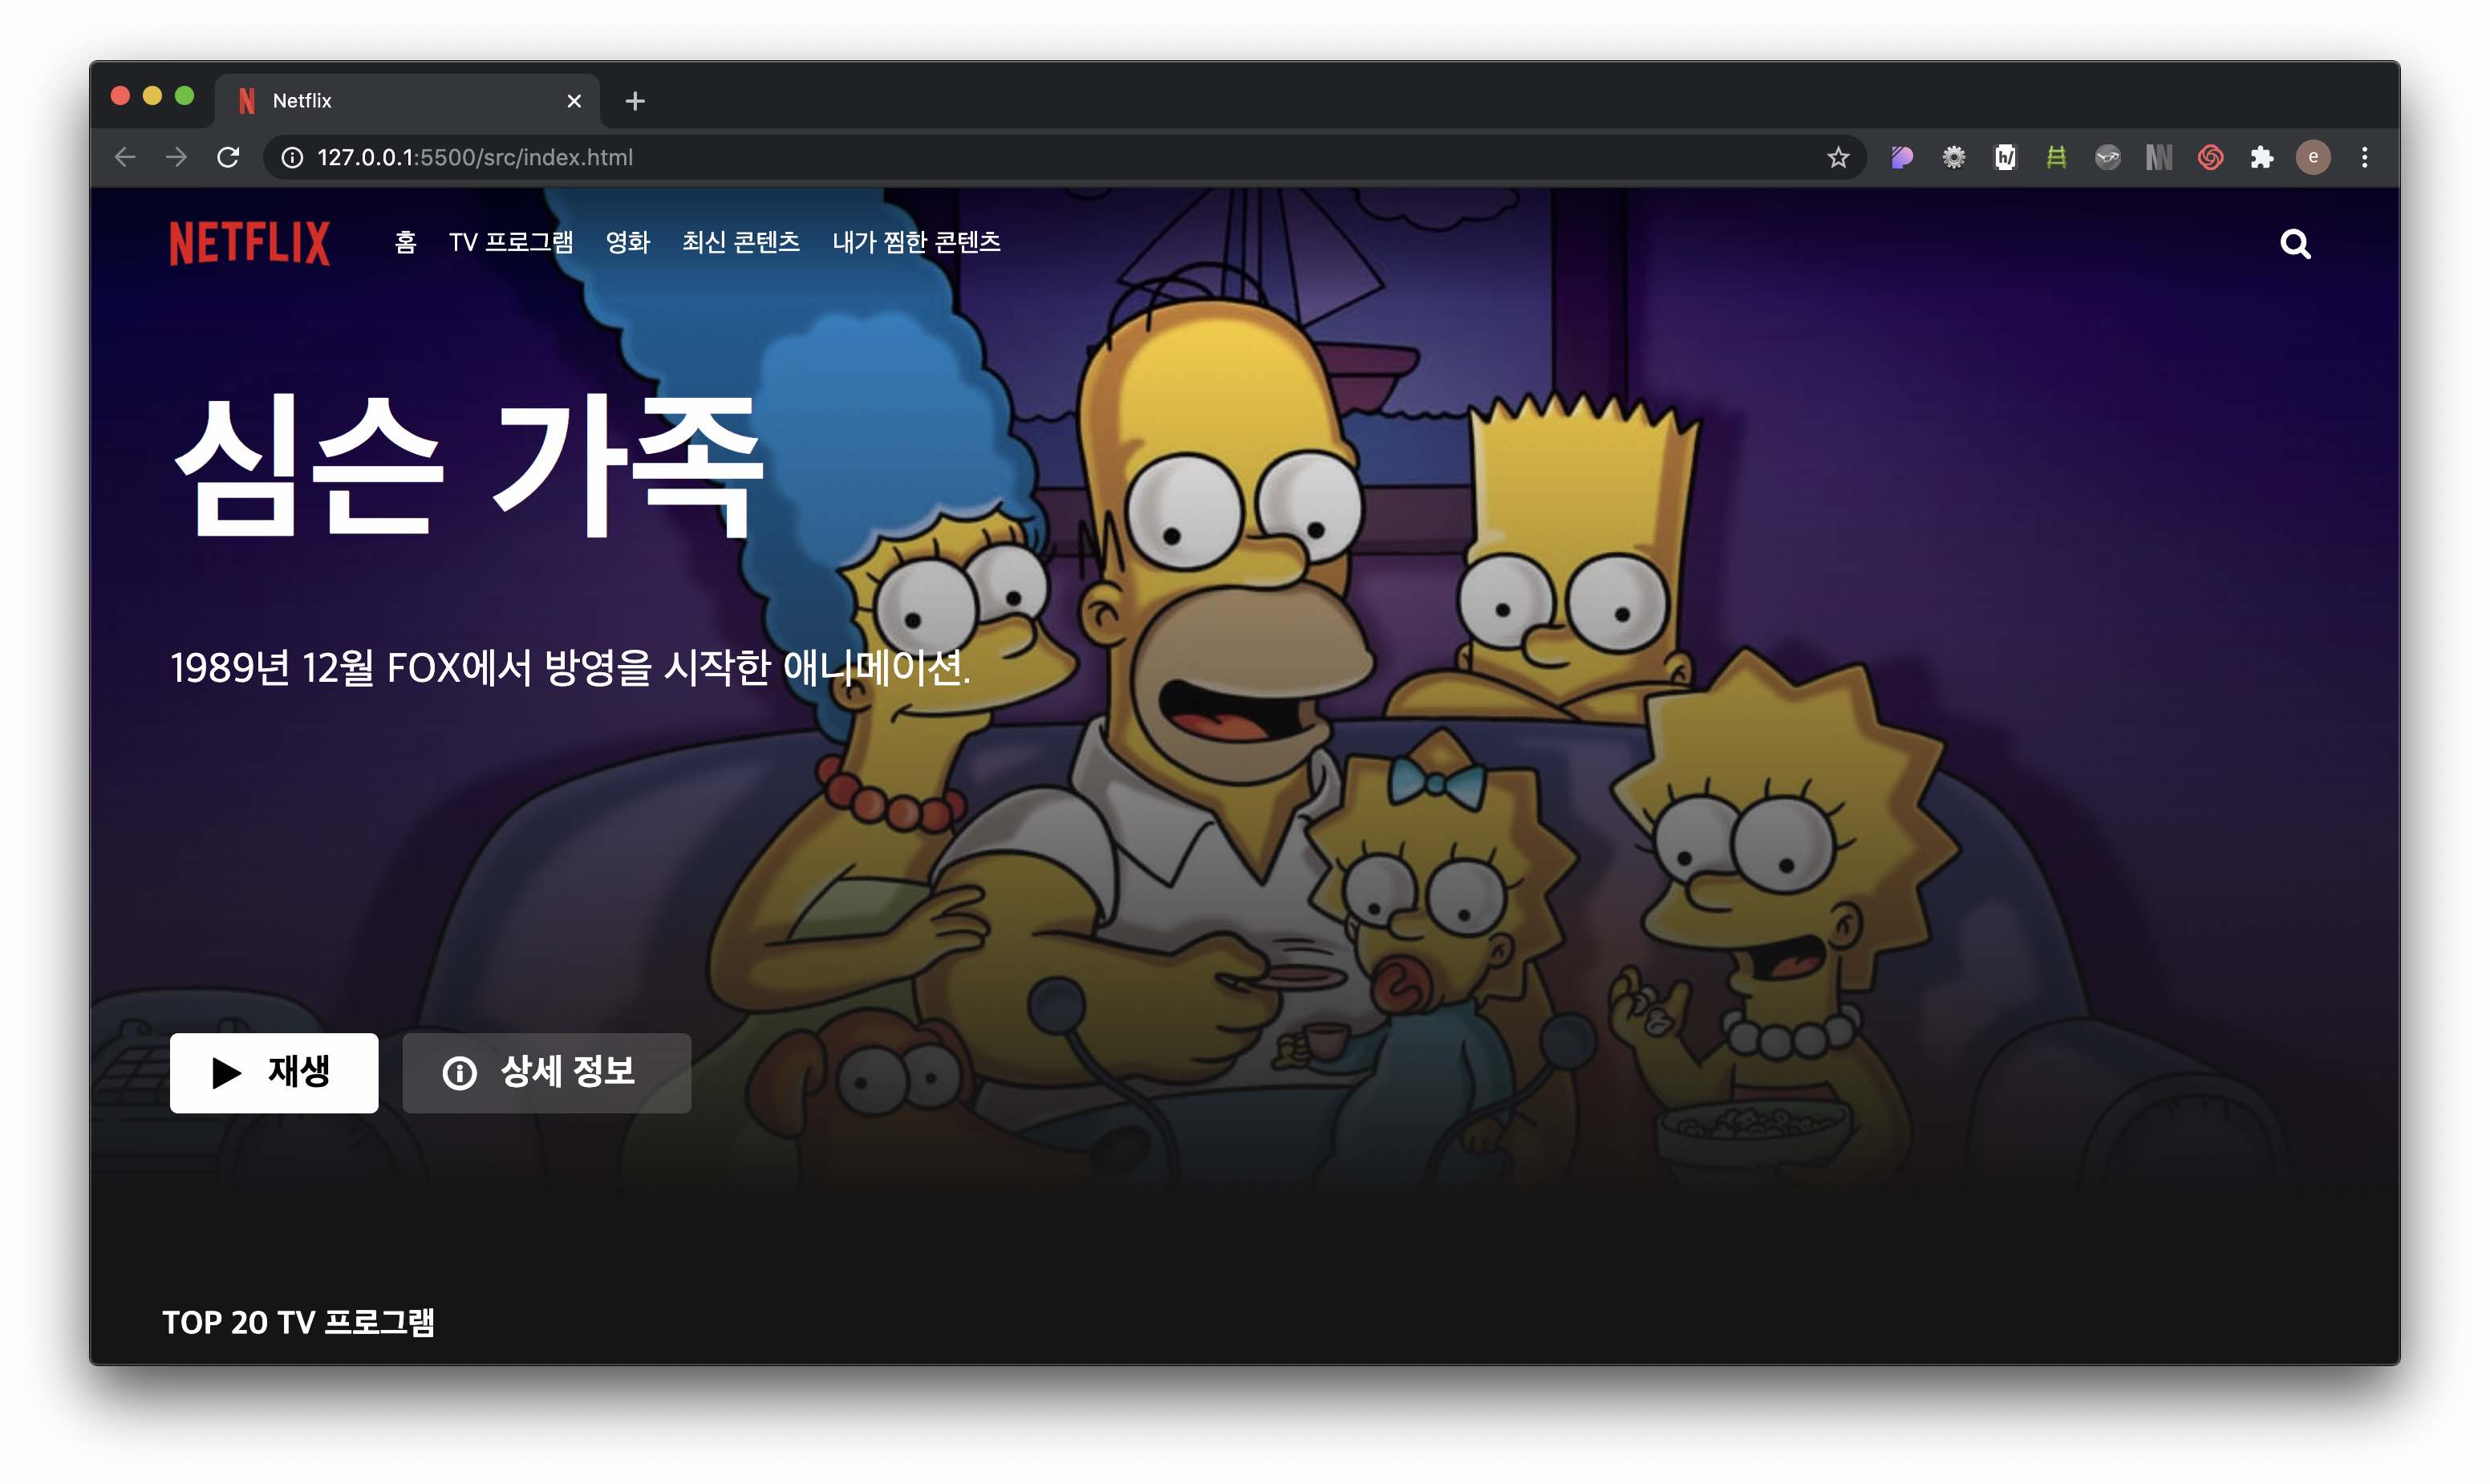 Netflix
127.0.0.1:5500/src/index.html
e
NETFLIX 홈 TV 프로그램 영화 최신 콘텐츠 내가 찜한 콘텐츠
심슨 가족
1989년 12월 FOX에서 방영을 시작한 애니메이션.
재생 상세 정보
TOP 20 TV 프로그램